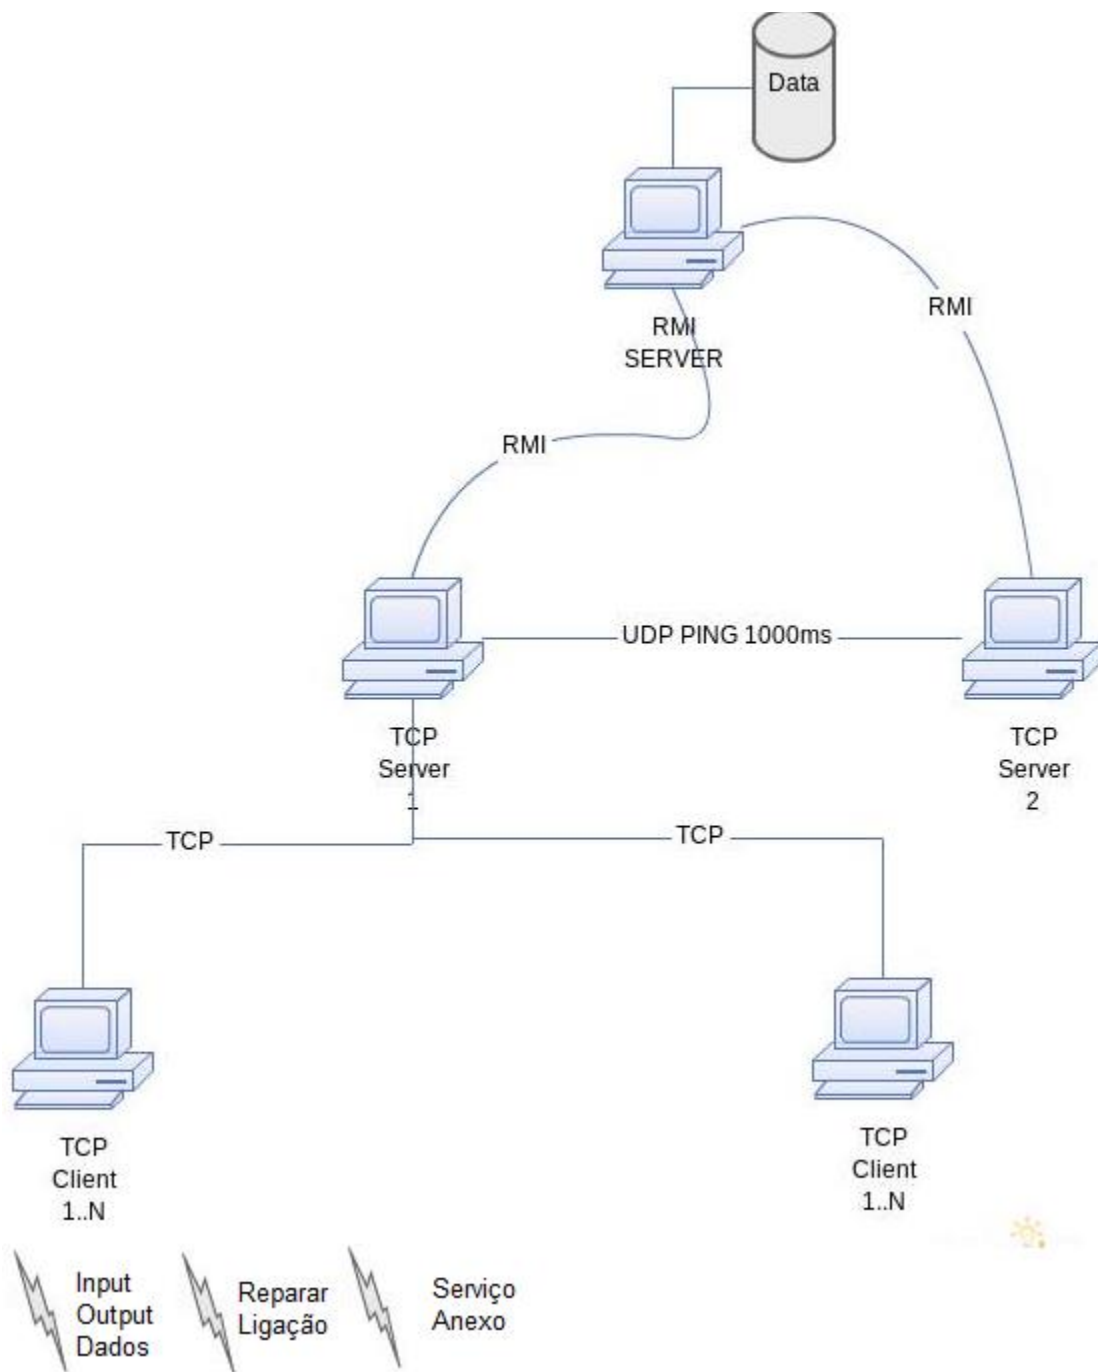 Data
RMI
SERVER
RMI
RMI
UDP PING 1000ms
TCP
Server
1
TCP
Server
2
TCP
TCP
TCP
Client
1..N
TCP
Client
1..N
Input
Output
Dados
Reparar
Ligação
Serviço
Anexo